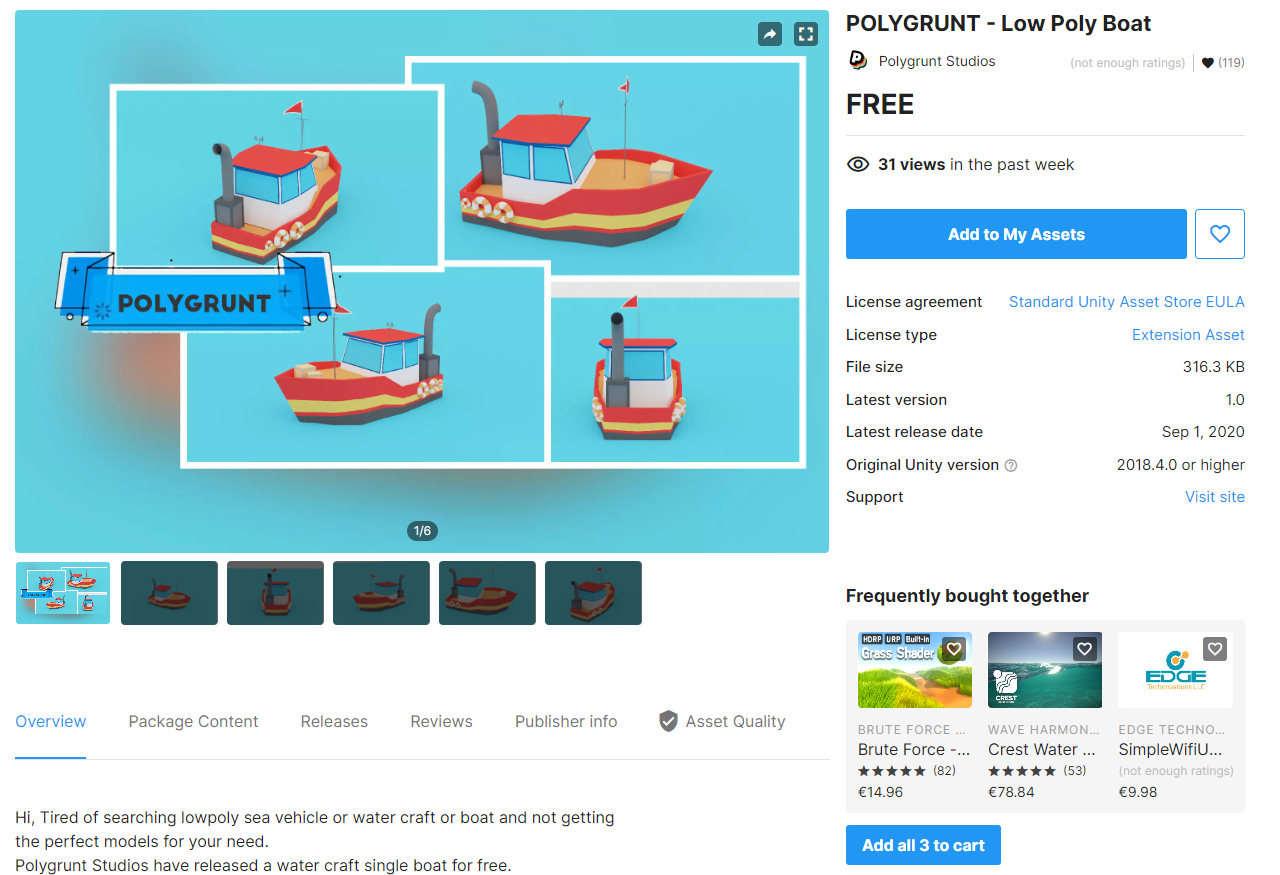 POLYGRUNT - Low Poly Boat
Polygrunt Studios
(not enough ratings)
(119)
FREE
31 views in the past week
Add to My Assets
License agreement Standard Unity Asset Store EULA
License type Extension Asset
File size 316.3 KB
Latest version 1.0
Latest release date Sep 1, 2020
Original Unity version 2018.4.0 or higher
Support Visit site
POLYGRUNT
1/6
Frequently bought together
HDRP URP Built-in
Grass Shader
CREST
EDGE
Technovations LLC
BRUTE FORCE ...
Brute Force -...
(82)
€14.96
WAVE HARMON...
Crest Water ...
(53)
€78.84
EDGE TECHNO...
SimpleWifiU...
(not enough ratings)
€9.98
Add all 3 to cart
Overview Package Content Releases Reviews Publisher info Asset Quality
Hi, Tired of searching lowpoly sea vehicle or water craft or boat and not getting
the perfect models for your need.
Polygrunt Studios have released a water craft single boat for free.